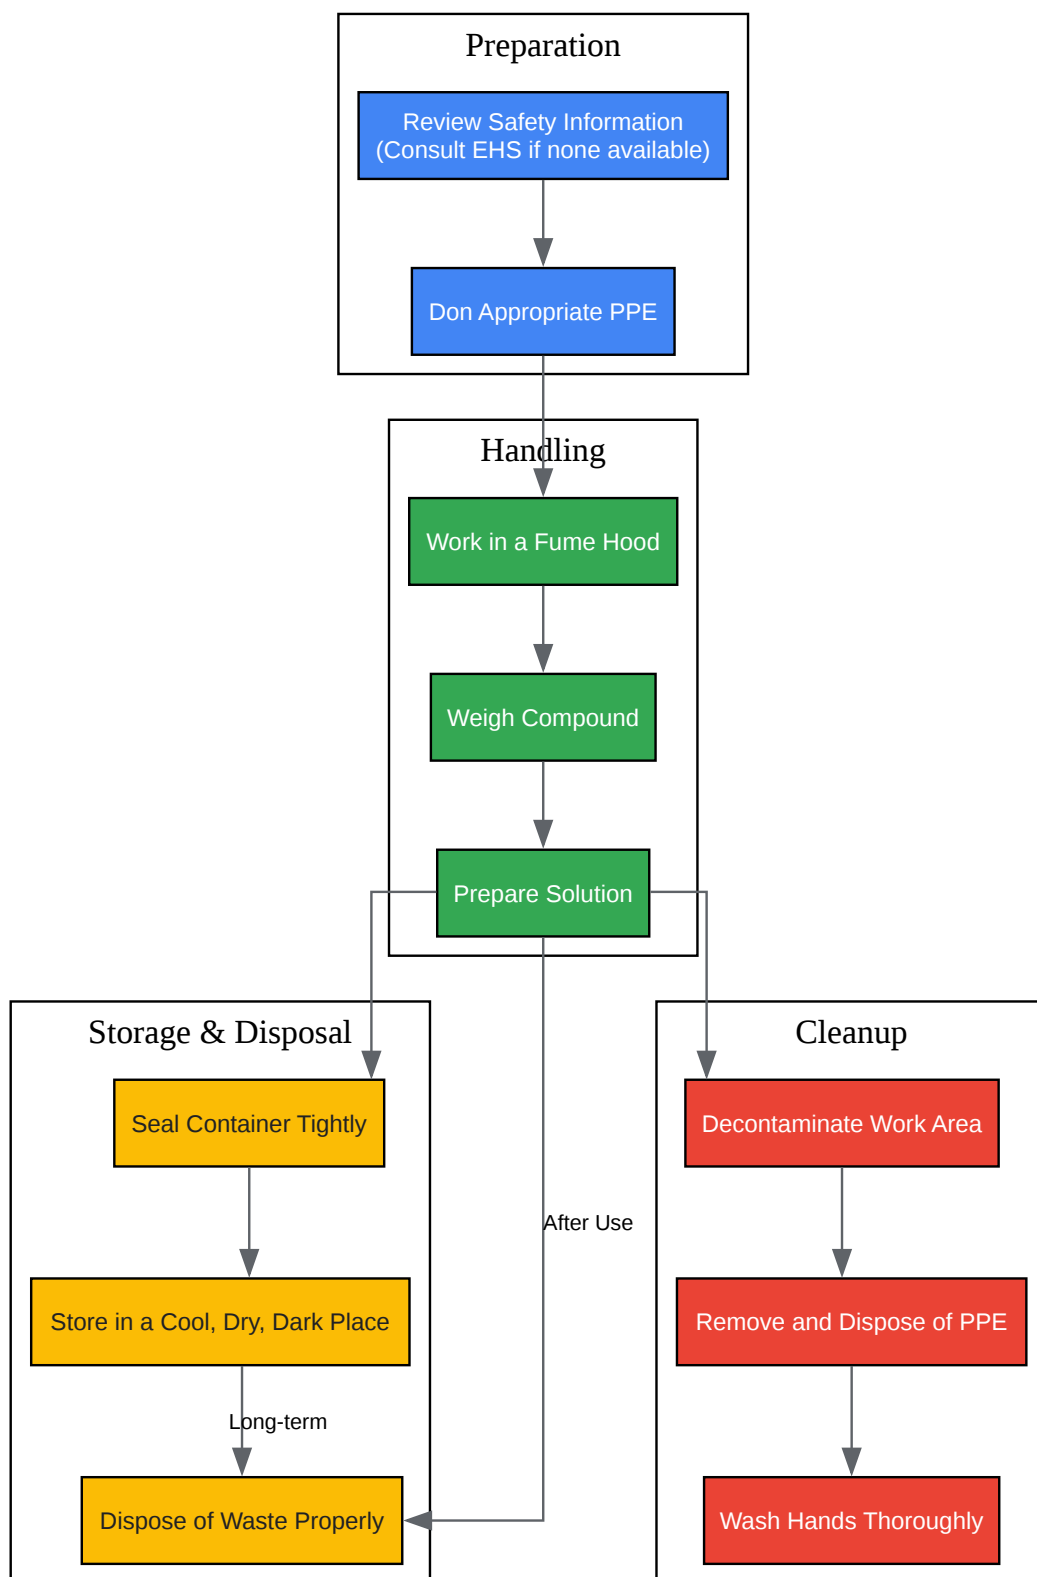 Preparation
Review Safety Information
(Consult EHS if none available)
Don Appropriate PPE
Handling
Work in a Fume Hood
Weigh Compound
Prepare Solution
Storage & Disposal
Seal Container Tightly
Store in a Cool, Dry, Dark Place
Long-term
Dispose of Waste Properly
After Use
Cleanup
Decontaminate Work Area
Remove and Dispose of PPE
Wash Hands Thoroughly